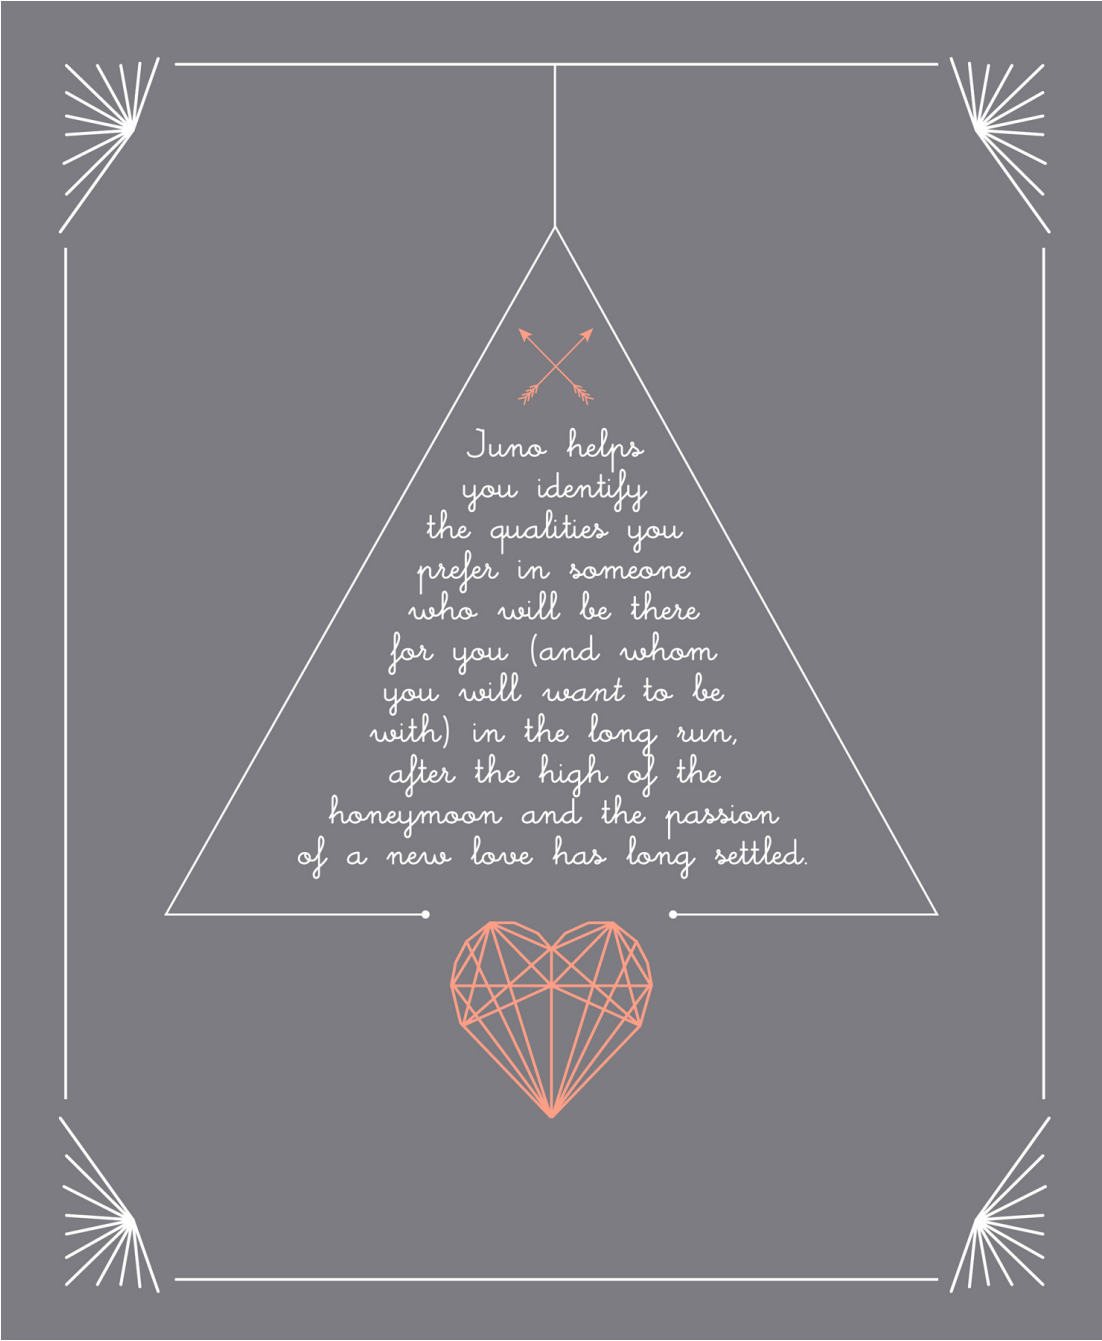 Juno helps
you identify
the qualities you
prefer in someone
who will be there
for you (and whom
you will want to be
with) in the long run,
after the high of the
honeymoon and the passion
of a new love has long settled.